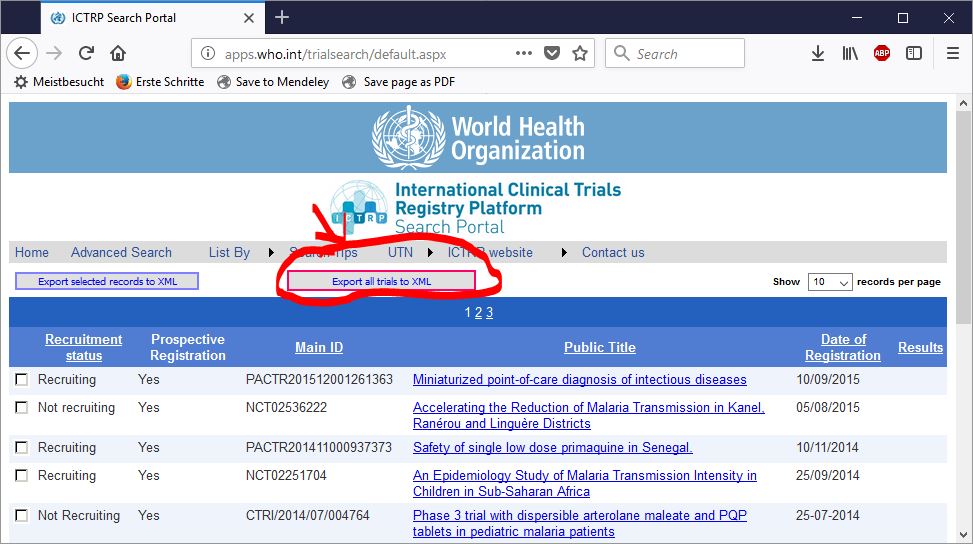 ICTRP Search Portal
apps.who.int/trialsearch/default.aspx
Search
ABP
Meistbesucht Erste Schritte Save to Mendeley Save page as PDF
World Health
Organization
International Clinical Trials
Registry Platform
Search Portal
ICTRP
Home Advanced Search List By Search Tips UTN ICTRP website Contact us
Export selected records to XML Export all trials to XML Show 10 records per page
1 2 3
Recruitment status Prospective Registration Main ID Public Title Date of Registration Results
Recruiting Yes PACTR201512001261363 Miniaturized point-of-care diagnosis of infectious diseases 10/09/2015
Not recruiting Yes NCT02536222 Accelerating the Reduction of Malaria Transmission in Kanel, 05/08/2015
Ranérou and Linguère Districts
Recruiting Yes PACTR201411000937373 Safety of single low dose primaquine in Senegal. 10/11/2014
Recruiting Yes NCT02251704 An Epidemiology Study of Malaria Transmission Intensity in 25/09/2014
Children in Sub-Saharan Africa
Not Recruiting Yes CTRI/2014/07/004764 Phase 3 trial with dispersible arterolane maleate and PQP 25-07-2014
tablets in pediatric malaria patients